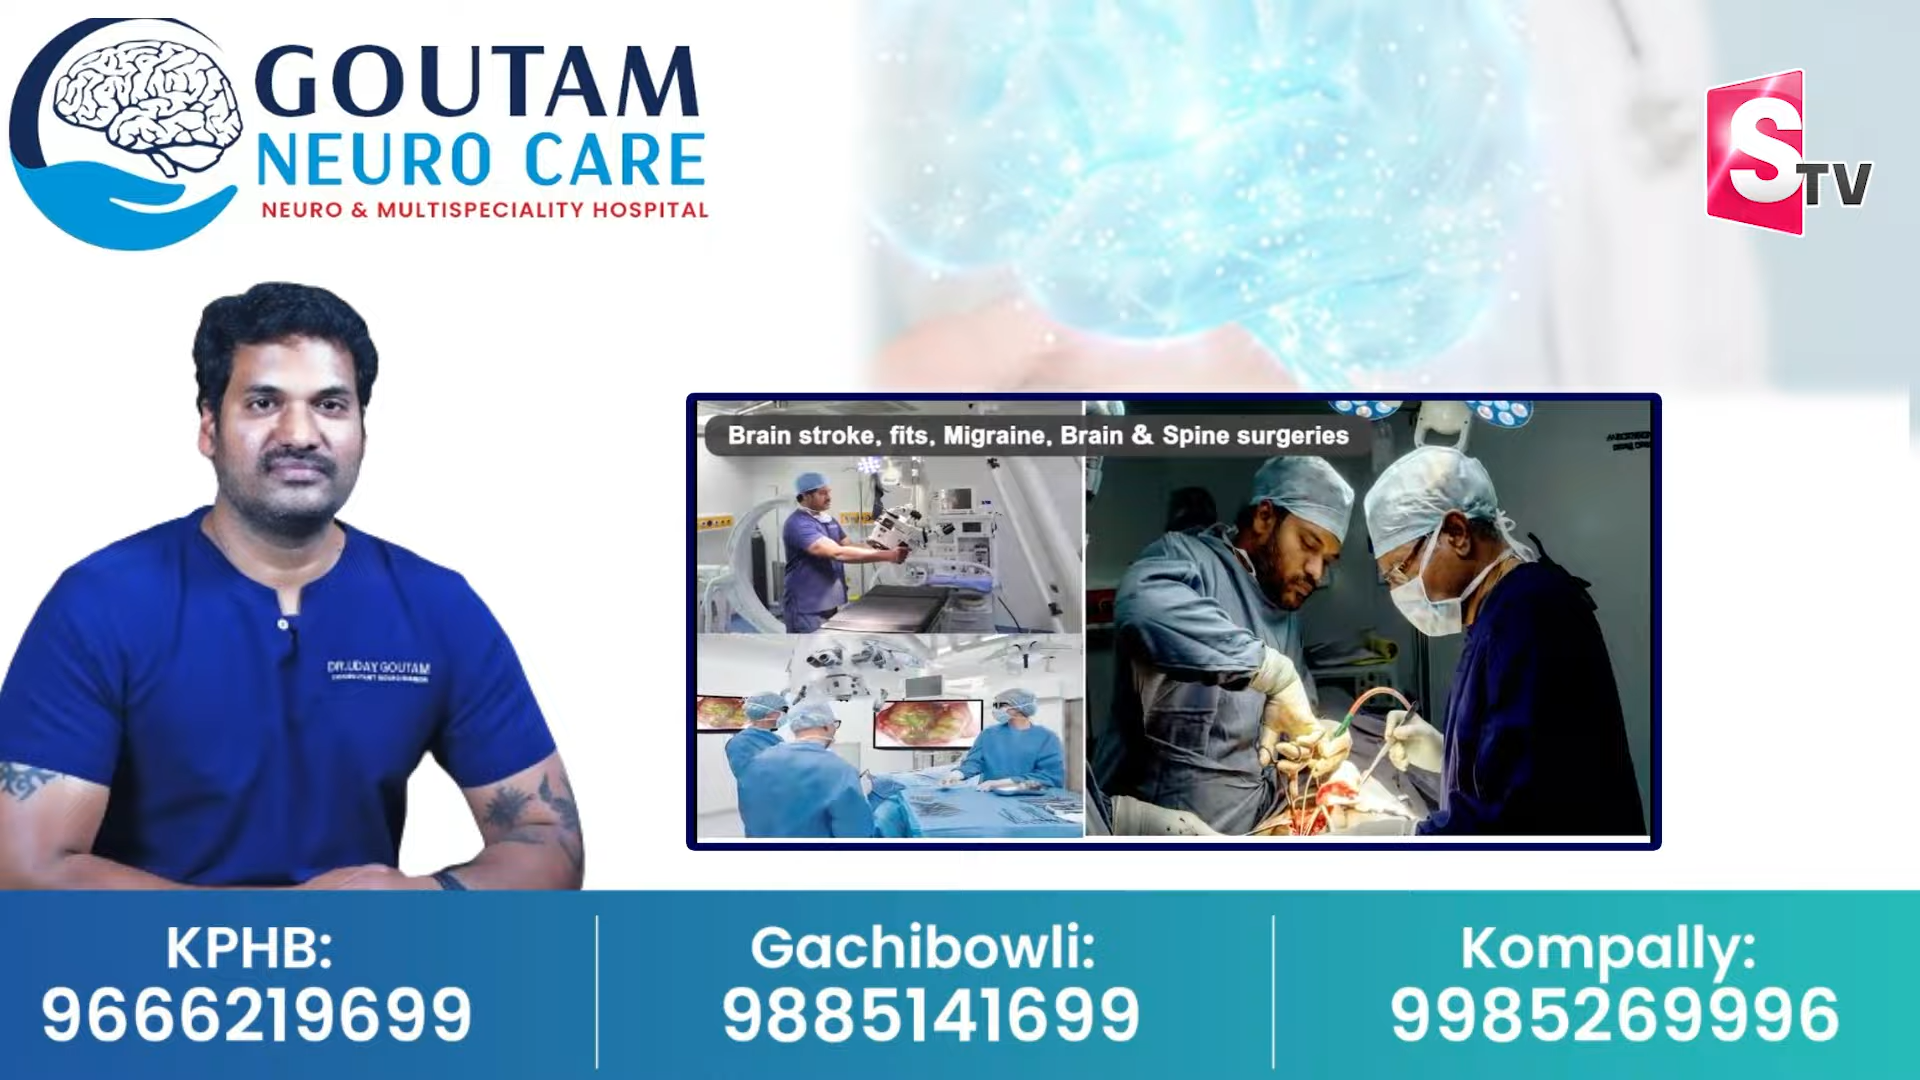 GOUTAM
NEURO CARE
NEURO & MULTISPECIALITY HOSPITAL
STV
Brain stroke, fits, Migraine, Brain & Spine surgeries
DR.UDAY GOUTAM
KPHB:
9666219699
Gachibowli:
9885141699
Kompally:
9985269996